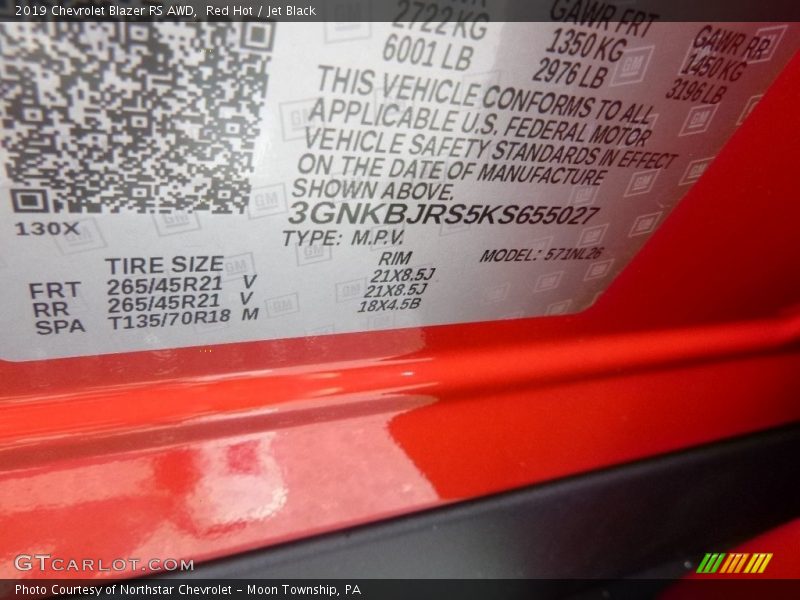 2019 Chevrolet Blazer RS AWD, Red Hot / Jet Black
2722 KG
6001 LB
GAWR FRT
1350 KG
2976 LB
GAWR RR
1450 KG
3196 LB
THIS VEHICLE CONFORMS TO ALL
APPLICABLE U.S. FEDERAL MOTOR
VEHICLE SAFETY STANDARDS IN EFFECT
ON THE DATE OF MANUFACTURE
SHOWN ABOVE.
3GNKBJRS5KS655027
TYPE: M.P.V.
MODEL: 571NL26
130X
TIRE SIZE RIM
FRT 265/45R21 V 21X8.5J
RR 265/45R21 V 21X8.5J
SPA T135/70R18 M 18X4.5B
GTCARLOT.COM
Photo Courtesy of Northstar Chevrolet - Moon Township, PA